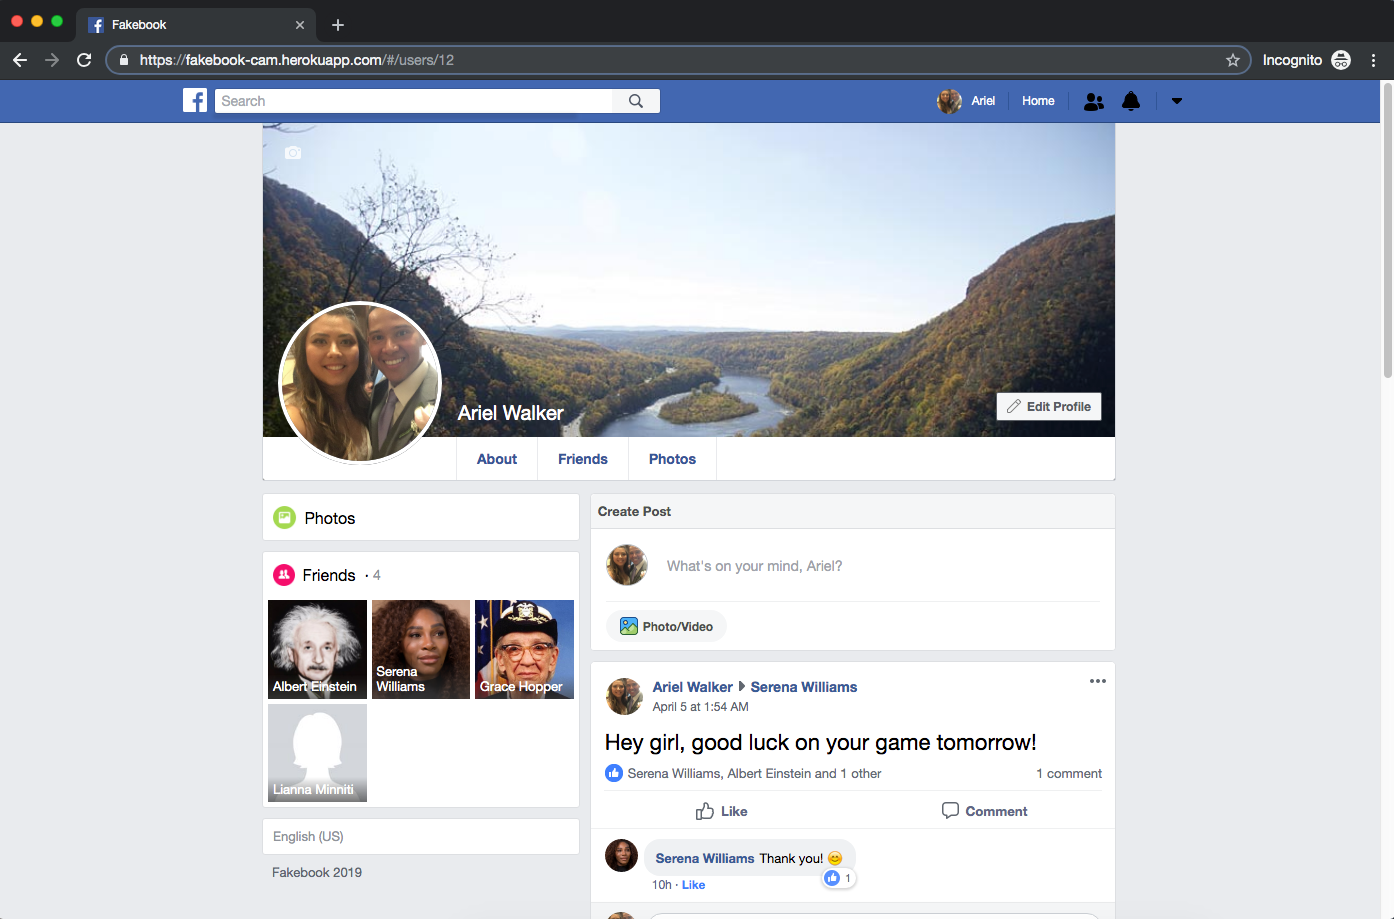 Fakebook
https://fakebook-cam.herokuapp.com/#/users/12
Incognito
Search
Ariel
Home
Ariel Walker
Edit Profile
About
Friends
Photos
Photos
Friends · 4
Albert Einstein
Serena
Williams
Grace Hopper
Lianna Minniti
English (US)
Fakebook 2019
Create Post
What's on your mind, Ariel?
Photo/Video
Ariel Walker Serena Williams
April 5 at 1:54 AM
Hey girl, good luck on your game tomorrow!
Serena Williams, Albert Einstein and 1 other
1 comment
Like
Comment
Serena Williams Thank you! 😊
1
10h · Like